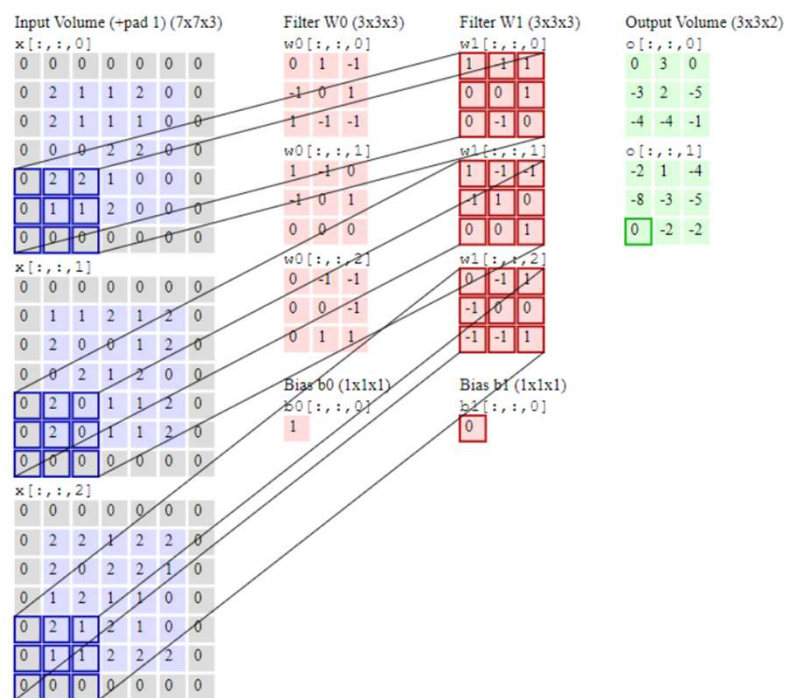 Input Volume (+pad 1) (7x7x3)
x[:,:,0]
0 0 0 0 0 0 0
0 2 1 1 2 0 0
0 2 1 1 1 0 0
0 0 0 2 2 0 0
0 2 2 1 0 0 0
0 1 1 2 0 0 0
0 0 0 0 0 0 0
x[:,:,1]
0 0 0 0 0 0 0
0 1 1 2 1 2 0
0 2 0 0 1 2 0
0 0 2 1 2 0 0
0 2 0 1 1 2 0
0 2 0 1 1 2 0
0 0 0 0 0 0 0
x[:,:,2]
0 0 0 0 0 0 0
0 2 2 1 2 2 0
0 2 0 2 2 1 0
0 1 2 1 1 0 0
0 2 1 2 1 0 0
0 1 1 2 2 2 0
0 0 0 0 0 0 0
Filter W0 (3x3x3)
w0[:,:,0]
0 1 -1
-1 0 1
1 -1 -1
w0[:,:,1]
1 -1 0
-1 0 1
0 0 0
w0[:,:,2]
0 -1 -1
0 0 -1
0 1 1
Bias b0 (1x1x1)
b0[:,:,0]
1
Filter W1 (3x3x3)
w1[:,:,0]
1 -1 1
0 0 1
0 -1 0
w1[:,:,1]
1 -1 -1
-1 1 0
0 0 1
w1[:,:,2]
0 -1 1
-1 0 0
-1 -1 1
Bias b1 (1x1x1)
b1[:,:,0]
0
Output Volume (3x3x2)
o[:,:,0]
0 3 0
-3 2 -5
-4 -4 -1
o[:,:,1]
-2 1 -4
-8 -3 -5
0 -2 -2